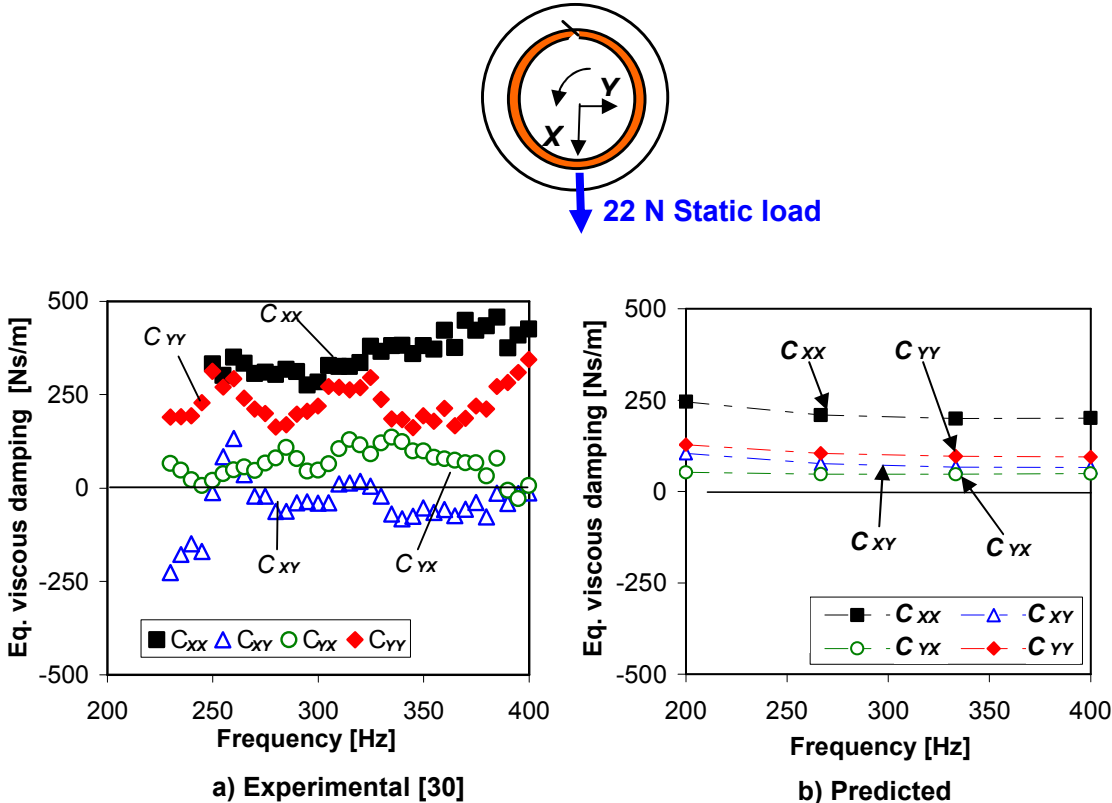 Y
X
22 N Static load
Eq. viscous damping [Ns/m]
500
250
0
-250
-500
C YY
C XX
C XY
C YX
C XX C XY C YX C YY
200 250 300 350 400
Frequency [Hz]
a) Experimental [30]
Eq. viscous damping [Ns/m]
500
250
0
-250
-500
C XX
C YY
C XY
C YX
C XX C XY
C YX C YY
200 250 300 350 400
Frequency [Hz]
b) Predicted